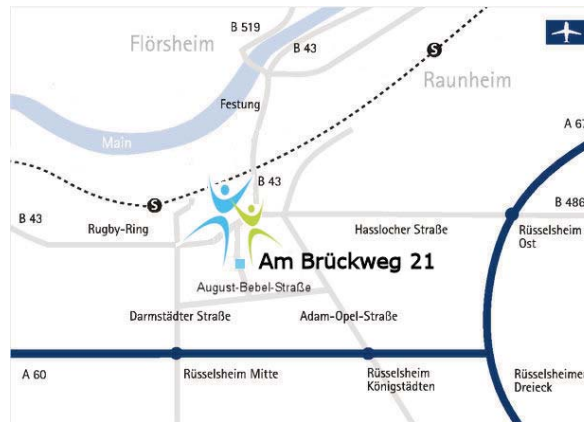 B 519
Flörsheim
B 43
S
Raunheim
Festung
A 67
Main
B 43
S
B 43
Rugby-Ring
B 486
Hasslocher Straße
Rüsselsheim
Ost
Am Brückweg 21
August-Bebel-Straße
Darmstädter Straße
Adam-Opel-Straße
A 60
Rüsselsheim Mitte
Rüsselsheim
Königstädten
Rüsselsheimer
Dreieck